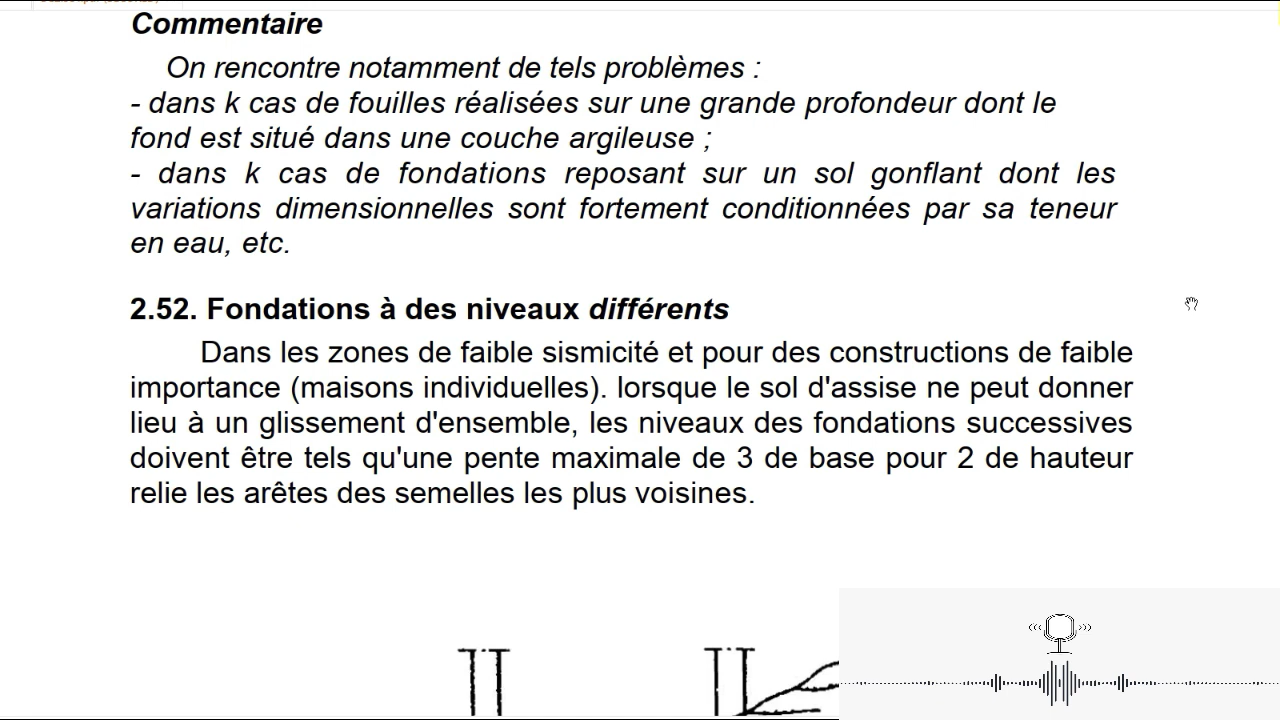 Commentaire
On rencontre notamment de tels problèmes :
- dans k cas de fouilles réalisées sur une grande profondeur dont le
fond est situé dans une couche argileuse ;
- dans k cas de fondations reposant sur un sol gonflant dont les
variations dimensionnelles sont fortement conditionnées par sa teneur
en eau, etc.
2.52. Fondations à des niveaux différents
Dans les zones de faible sismicité et pour des constructions de faible
importance (maisons individuelles). lorsque le sol d'assise ne peut donner
lieu à un glissement d'ensemble, les niveaux des fondations successives
doivent être tels qu'une pente maximale de 3 de base pour 2 de hauteur
relie les arêtes des semelles les plus voisines.